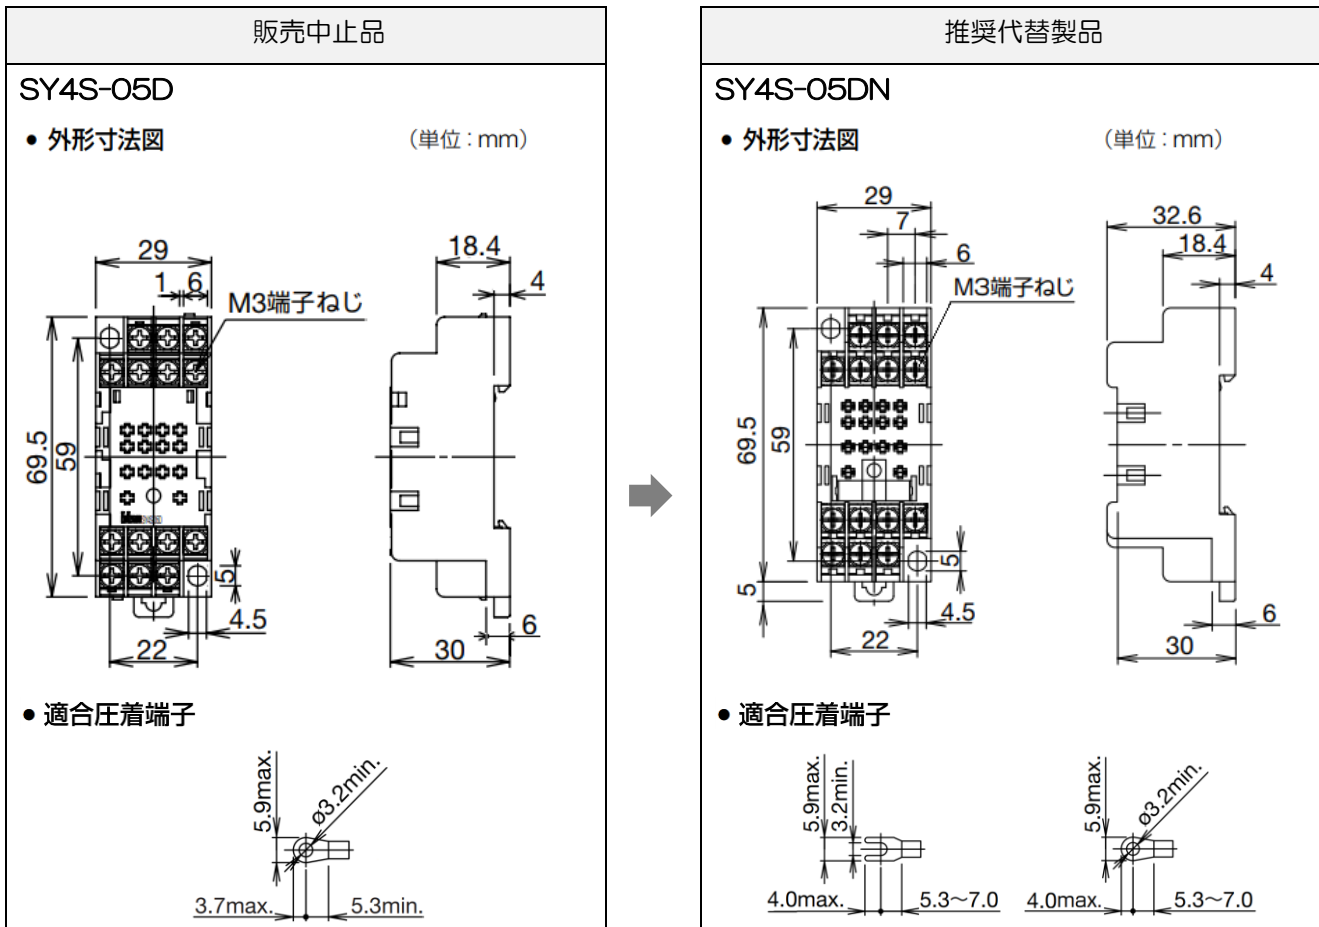 販売中止品
SY4S-05D
● 外形寸法図 （単位：mm）
29
1 6
M3端子ねじ
69.5
59
5
4.5
22
18.4
4
6
30
● 適合圧着端子
5.9max.
ø3.2min.
3.7max.
5.3min.
推奨代替製品
SY4S-05DN
● 外形寸法図 （単位：mm）
29
7
6
M3端子ねじ
69.5
59
5
5
4.5
22
32.6
18.4
4
6
30
● 適合圧着端子
5.9max.
3.2min.
4.0max.
5.3～7.0
5.9max.
ø3.2min.
4.0max.
5.3～7.0